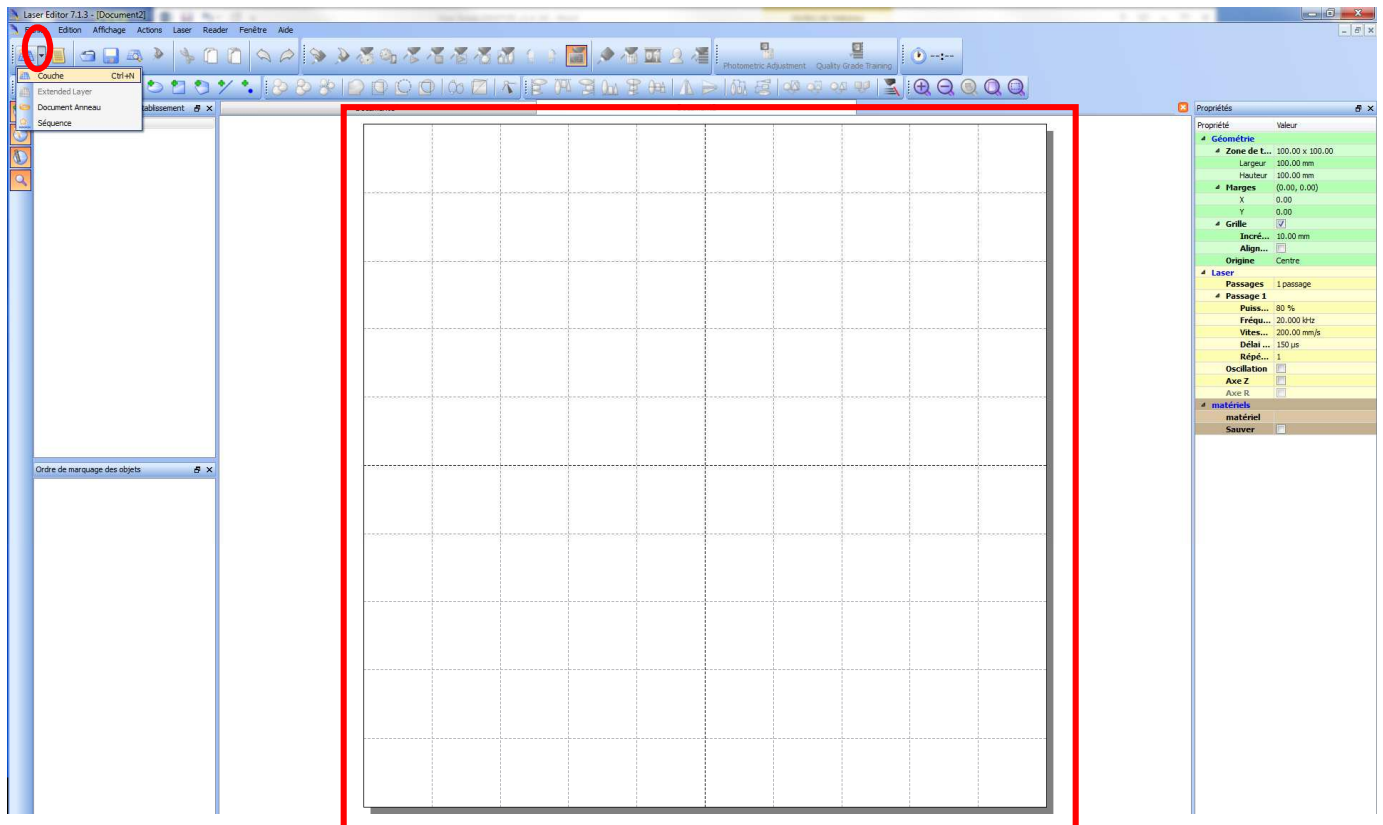 Laser Editor 7.1.3 - [Document2]
Edition Affichage Actions Laser Reader Fenêtre Aide
Photometric Adjustment Quality Grade Training --:--
Couche Ctrl+N
Extended Layer
Document Anneau
Séquence
Propriétés
Propriété Valeur
Géométrie
Zone de t... 100.00 x 100.00
Largeur 100.00 mm
Hauteur 100.00 mm
Marges (0.00, 0.00)
X 0.00
Y 0.00
Grille
Incré... 10.00 mm
Align...
Origine Centre
Laser
Passages 1 passage
Passage 1
Puiss... 80 %
Fréqu... 20.000 kHz
Vites... 200.00 mm/s
Délai ... 150 µs
Répé... 1
Oscillation
Axe Z
Axe R
matériels
matériel
Sauver
Ordre de marquage des objets